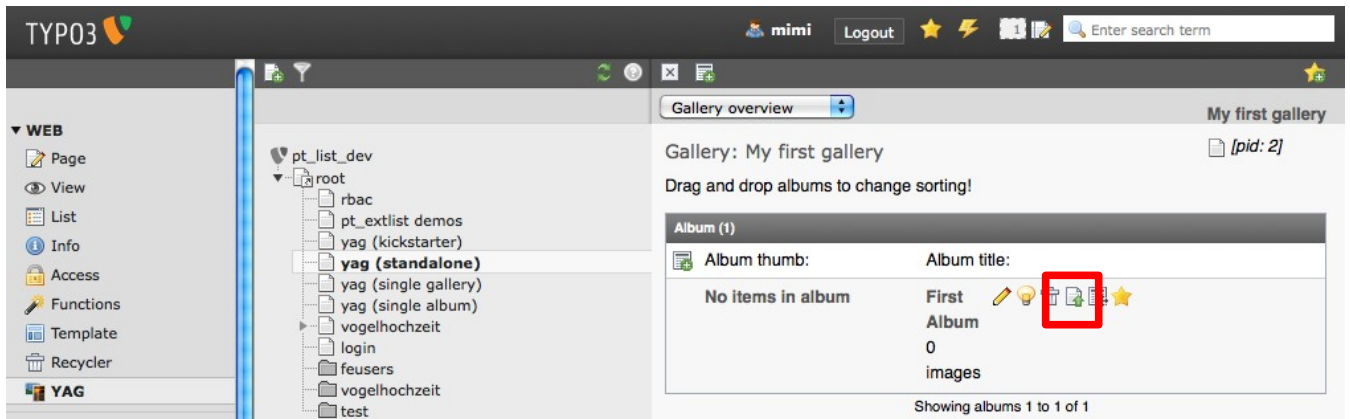 TYPO3
mimi
Logout
1
Enter search term
Gallery overview
My first gallery
[pid: 2]
WEB
Page
View
List
Info
Access
Functions
Template
Recycler
YAG
pt_list_dev
root
rbac
pt_extlist demos
yag (kickstarter)
yag (standalone)
yag (single gallery)
yag (single album)
vogelhochzeit
login
feusers
vogelhochzeit
test
Gallery: My first gallery
Drag and drop albums to change sorting!
Album (1)
Album thumb: Album title:
No items in album First
Album
0
images
Showing albums 1 to 1 of 1